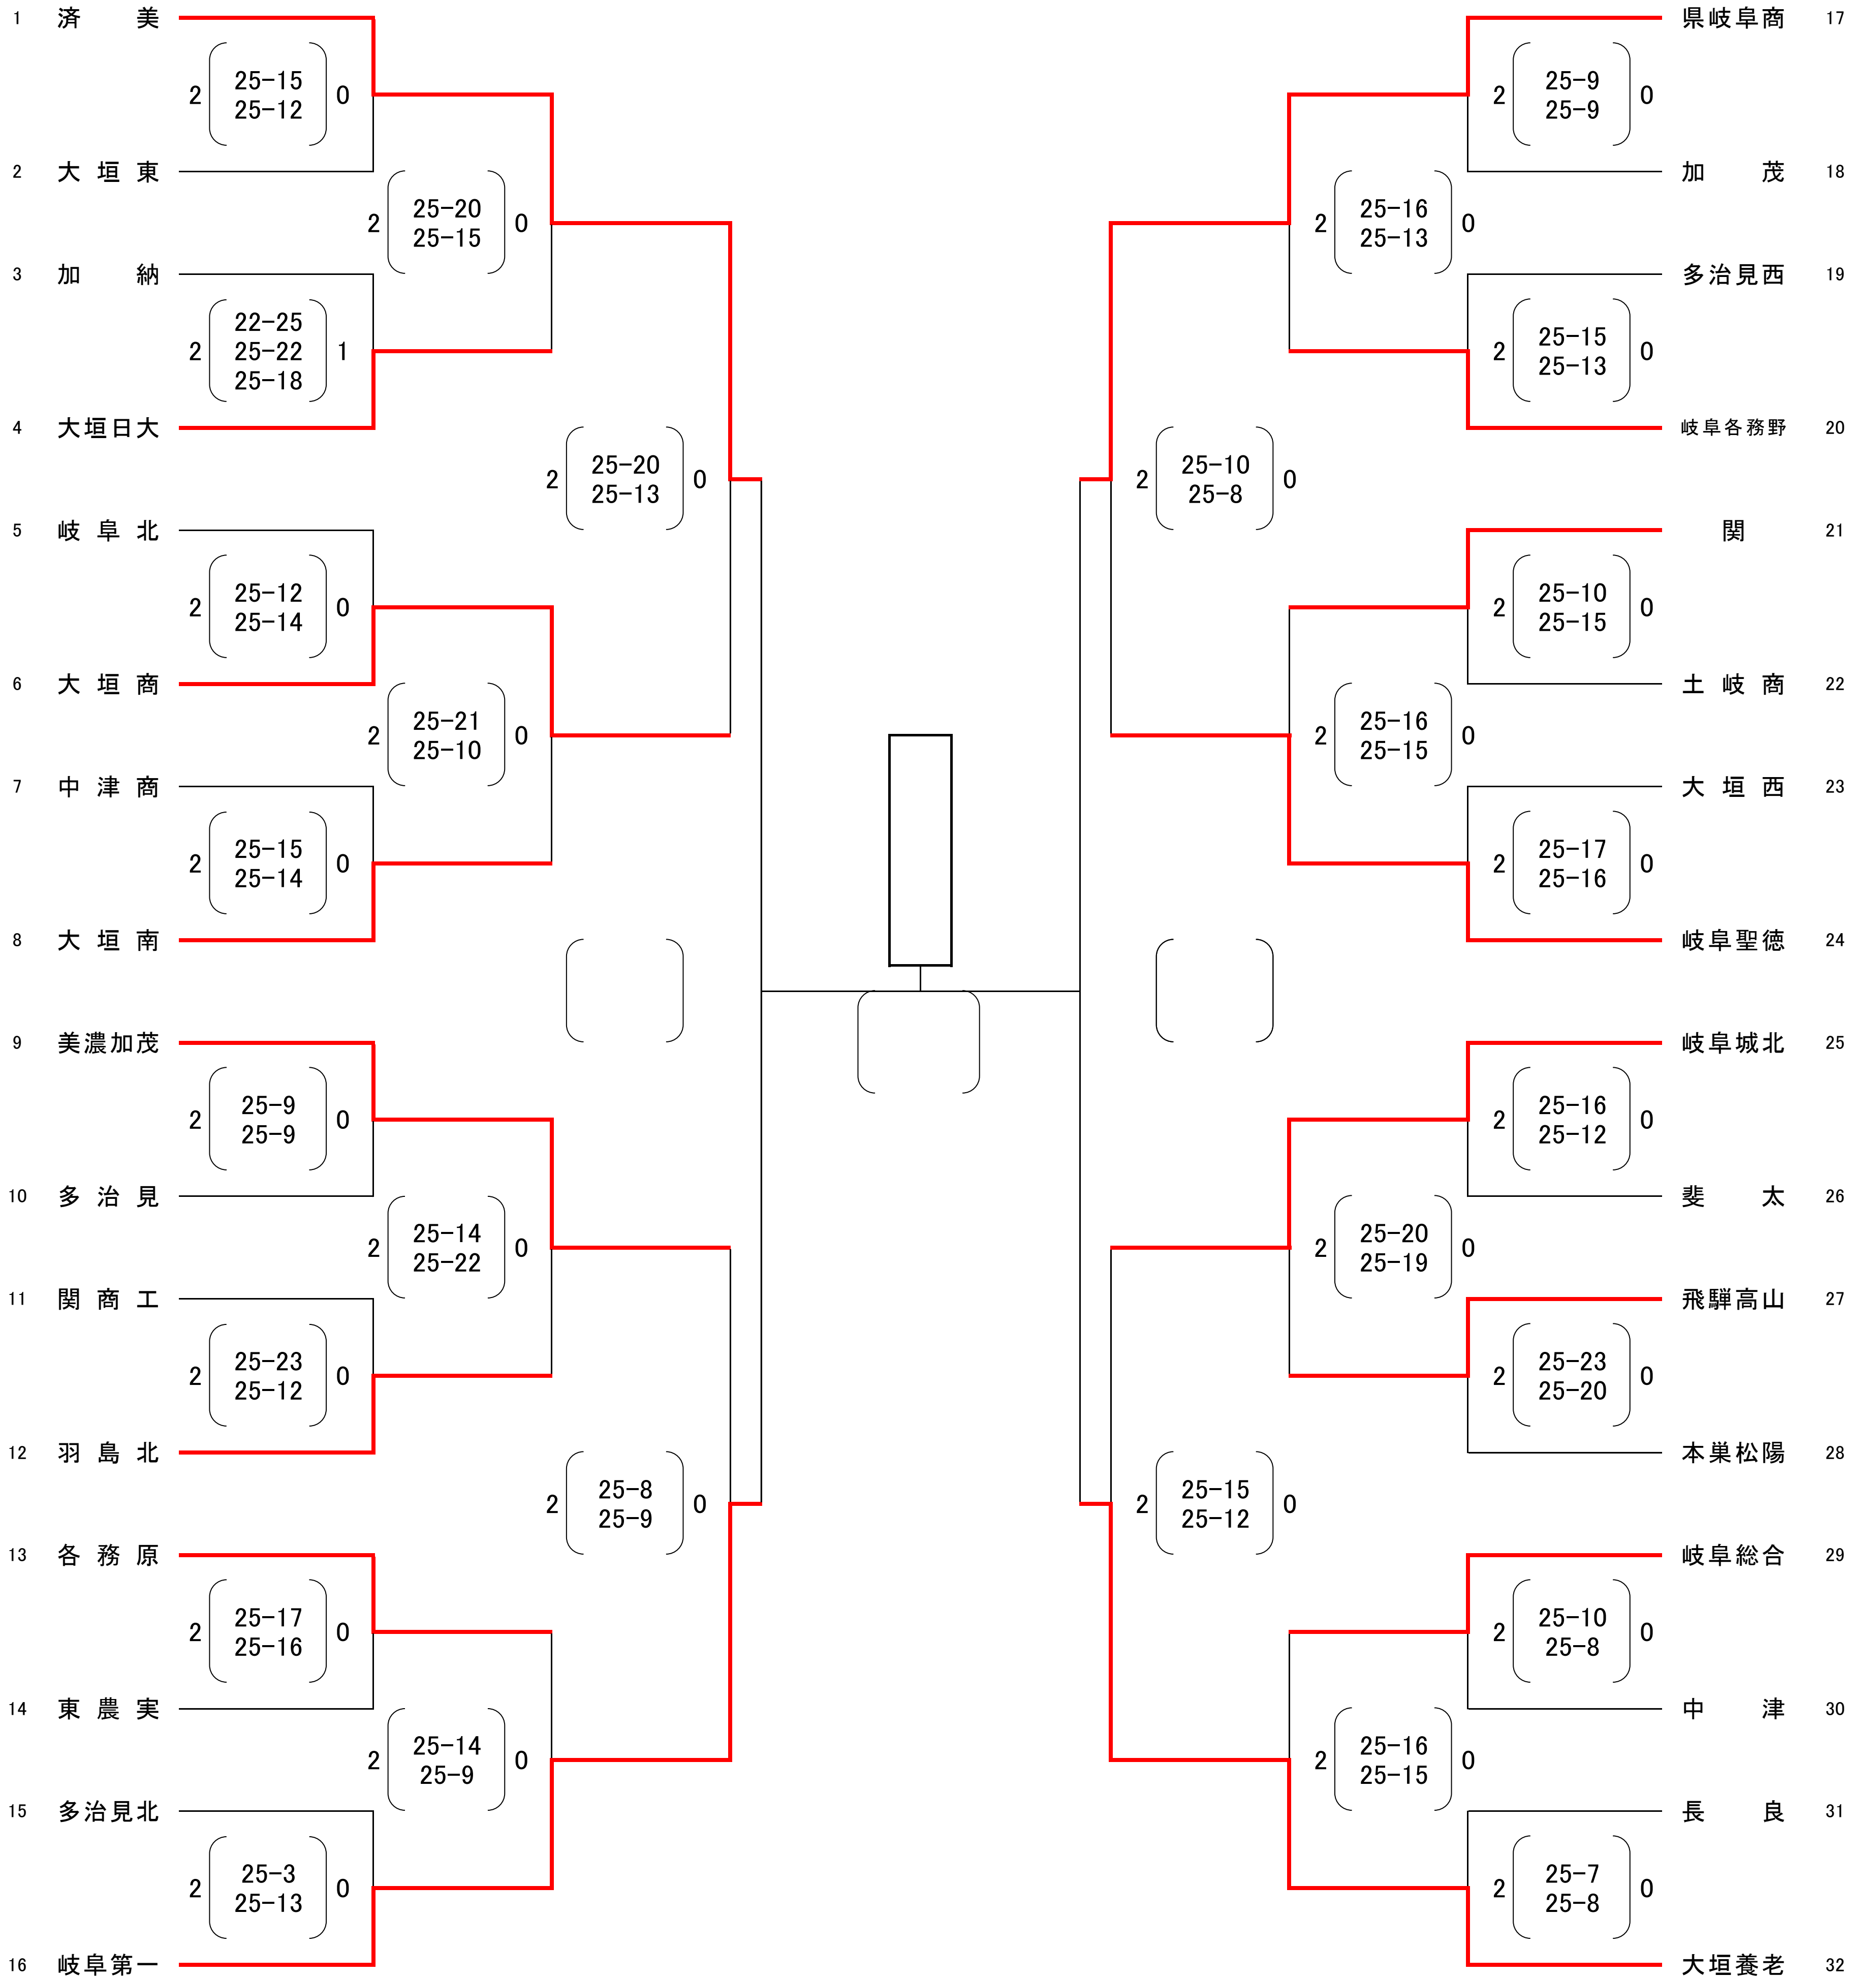 1 済美
2 25-15 0
25-12
2 大垣東
2 25-20 0
25-15
3 加納
22-25
2 25-22 1
25-18
4 大垣日大
2 25-20 0
25-13
5 岐阜北
2 25-12 0
25-14
6 大垣商
2 25-21 0
25-10
7 中津商
2 25-15 0
25-14
8 大垣南
9 美濃加茂
2 25-9 0
25-9
10 多治見
2 25-14 0
25-22
11 関商工
2 25-23 0
25-12
12 羽島北
2 25-8 0
25-9
13 各務原
2 25-17 0
25-16
14 東農実
2 25-14 0
25-9
15 多治見北
2 25-3 0
25-13
16 岐阜第一
県岐阜商 17
2 25-9 0
25-9
加茂 18
2 25-16 0
25-13
多治見西 19
2 25-15 0
25-13
岐阜各務野 20
2 25-10 0
25-8
関 21
2 25-10 0
25-15
土岐商 22
2 25-16 0
25-15
大垣西 23
2 25-17 0
25-16
岐阜聖徳 24
岐阜城北 25
2 25-16 0
25-12
斐太 26
2 25-20 0
25-19
飛騨高山 27
2 25-23 0
25-20
本巣松陽 28
2 25-15 0
25-12
岐阜総合 29
2 25-10 0
25-8
中津 30
2 25-16 0
25-15
長良 31
2 25-7 0
25-8
大垣養老 32